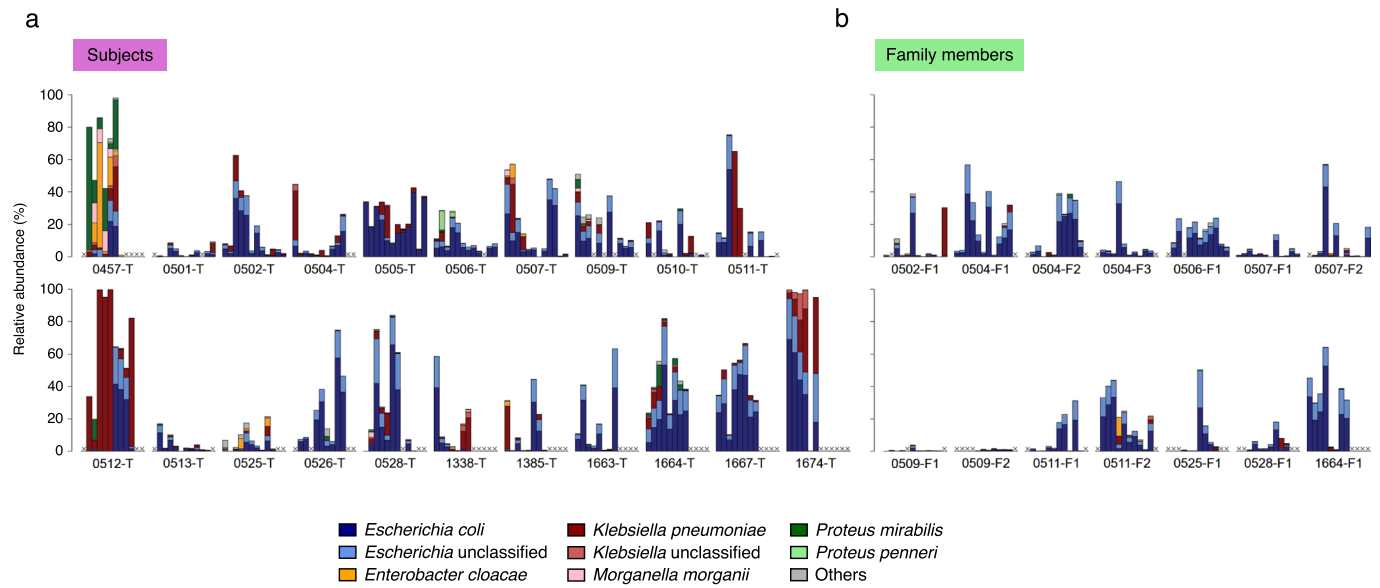 a
b
Subjects
Family members
Relative abundance (%)
100
80
60
40
20
0
× ×××× × ×× × × × ×× × ×
0457-T 0501-T 0502-T 0504-T 0505-T 0506-T 0507-T 0509-T 0510-T 0511-T
0502-F1 0504-F1 0504-F2 0504-F3 0506-F1 0507-F1 0507-F2
100
80
60
40
20
0
0512-T 0513-T 0525-T 0526-T 0528-T 1338-T 1385-T 1663-T 1664-T 1667-T 1674-T
0509-F1 0509-F2 0511-F1 0511-F2 0525-F1 0528-F1 1664-F1
Escherichia coli
Klebsiella pneumoniae
Proteus mirabilis
Escherichia unclassified
Klebsiella unclassified
Proteus penneri
Enterobacter cloacae
Morganella morganii
Others